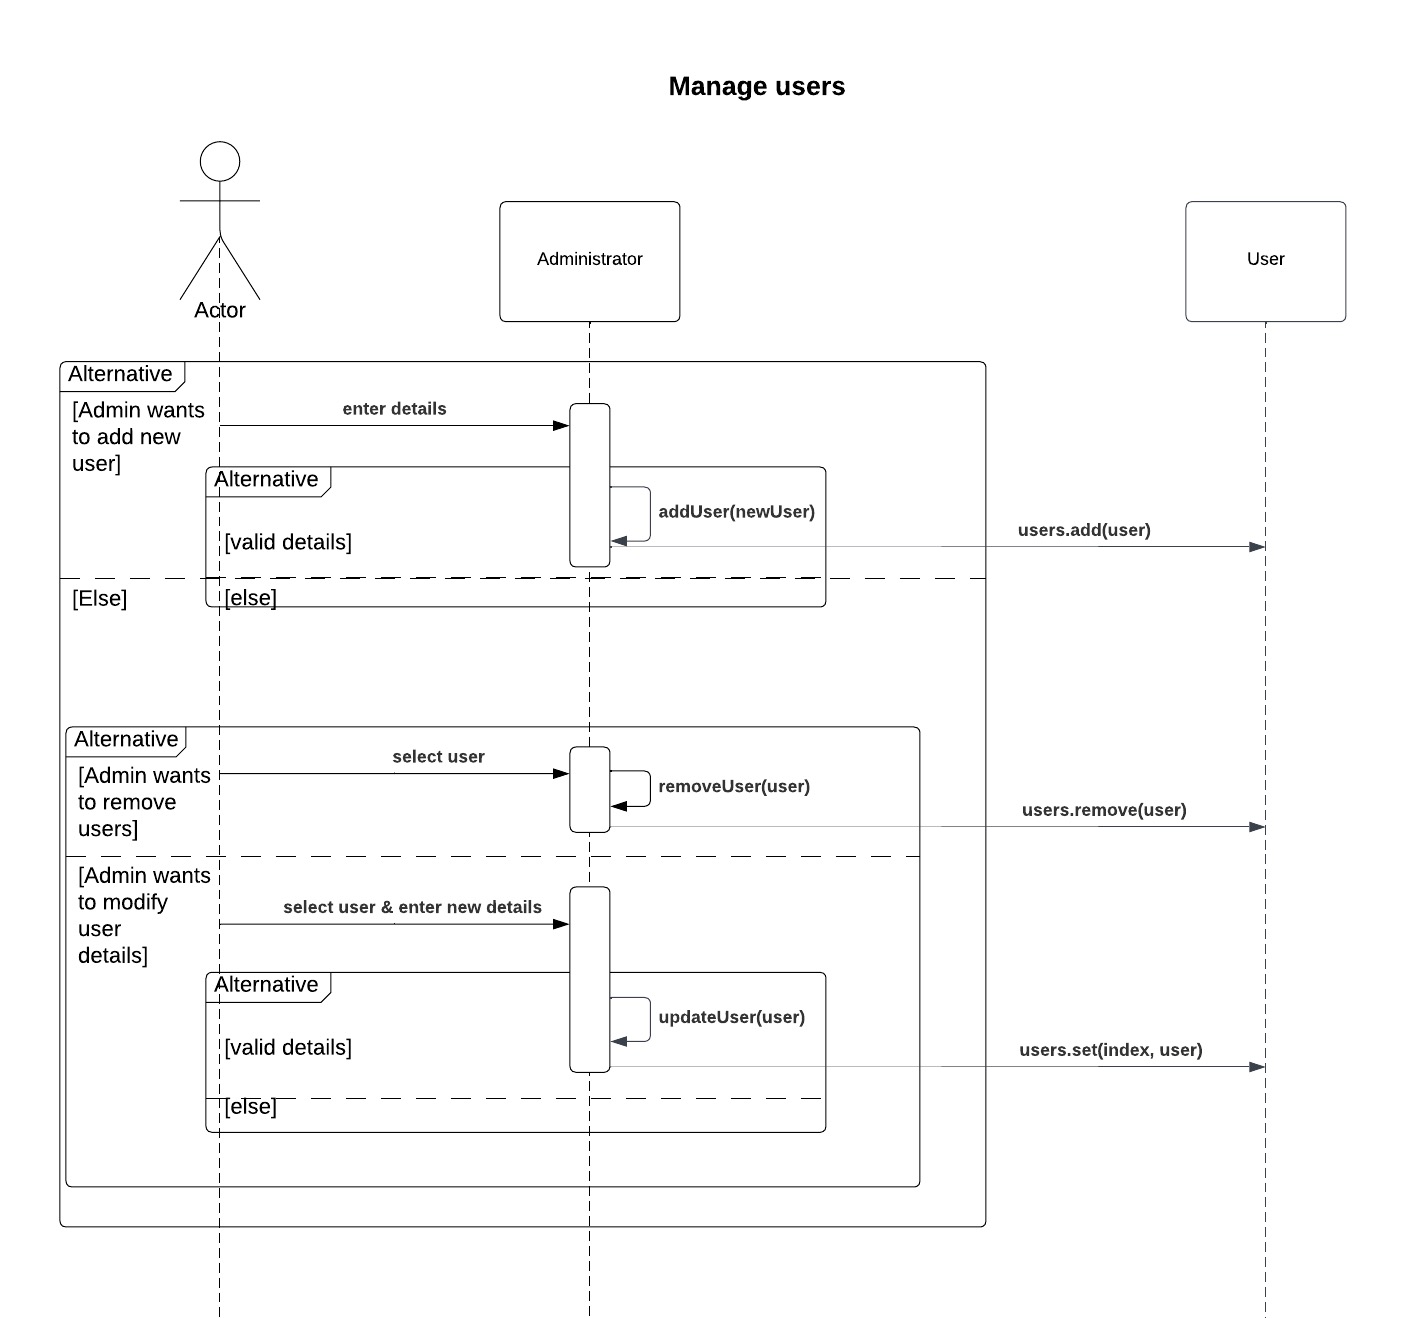 Manage users
Actor
Administrator
User
Alternative
[Admin wants
to add new
user]
enter details
Alternative
addUser(newUser)
[valid details]
users.add(user)
[Else]
[else]
Alternative
[Admin wants
to remove
users]
select user
removeUser(user)
users.remove(user)
[Admin wants
to modify
user
details]
select user & enter new details
Alternative
updateUser(user)
[valid details]
users.set(index, user)
[else]